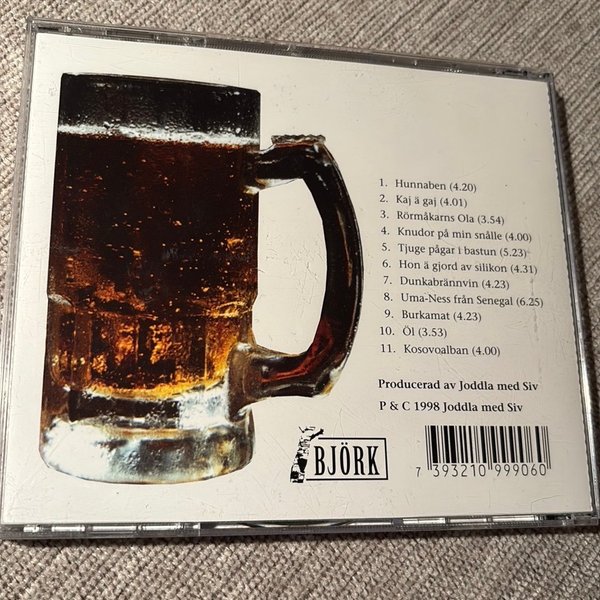 1. Hunnaben (4.20)
2. Kaj ä gaj (4.01)
3. Rörmåkarns Ola (3.54)
4. Knudor på min snålle (4.00)
5. Tjuge pågar i bastun (5.23)
6. Hon ä gjord av silikon (4.31)
7. Dunkabrännvin (4.23)
8. Uma-Ness från Senegal (6.25)
9. Burkamat (4.23)
10. Öl (3.53)
11. Kosovoalban (4.00)
Producerad av Joddla med Siv
P & C 1998 Joddla med Siv
BJÖRK
7 393210 999060